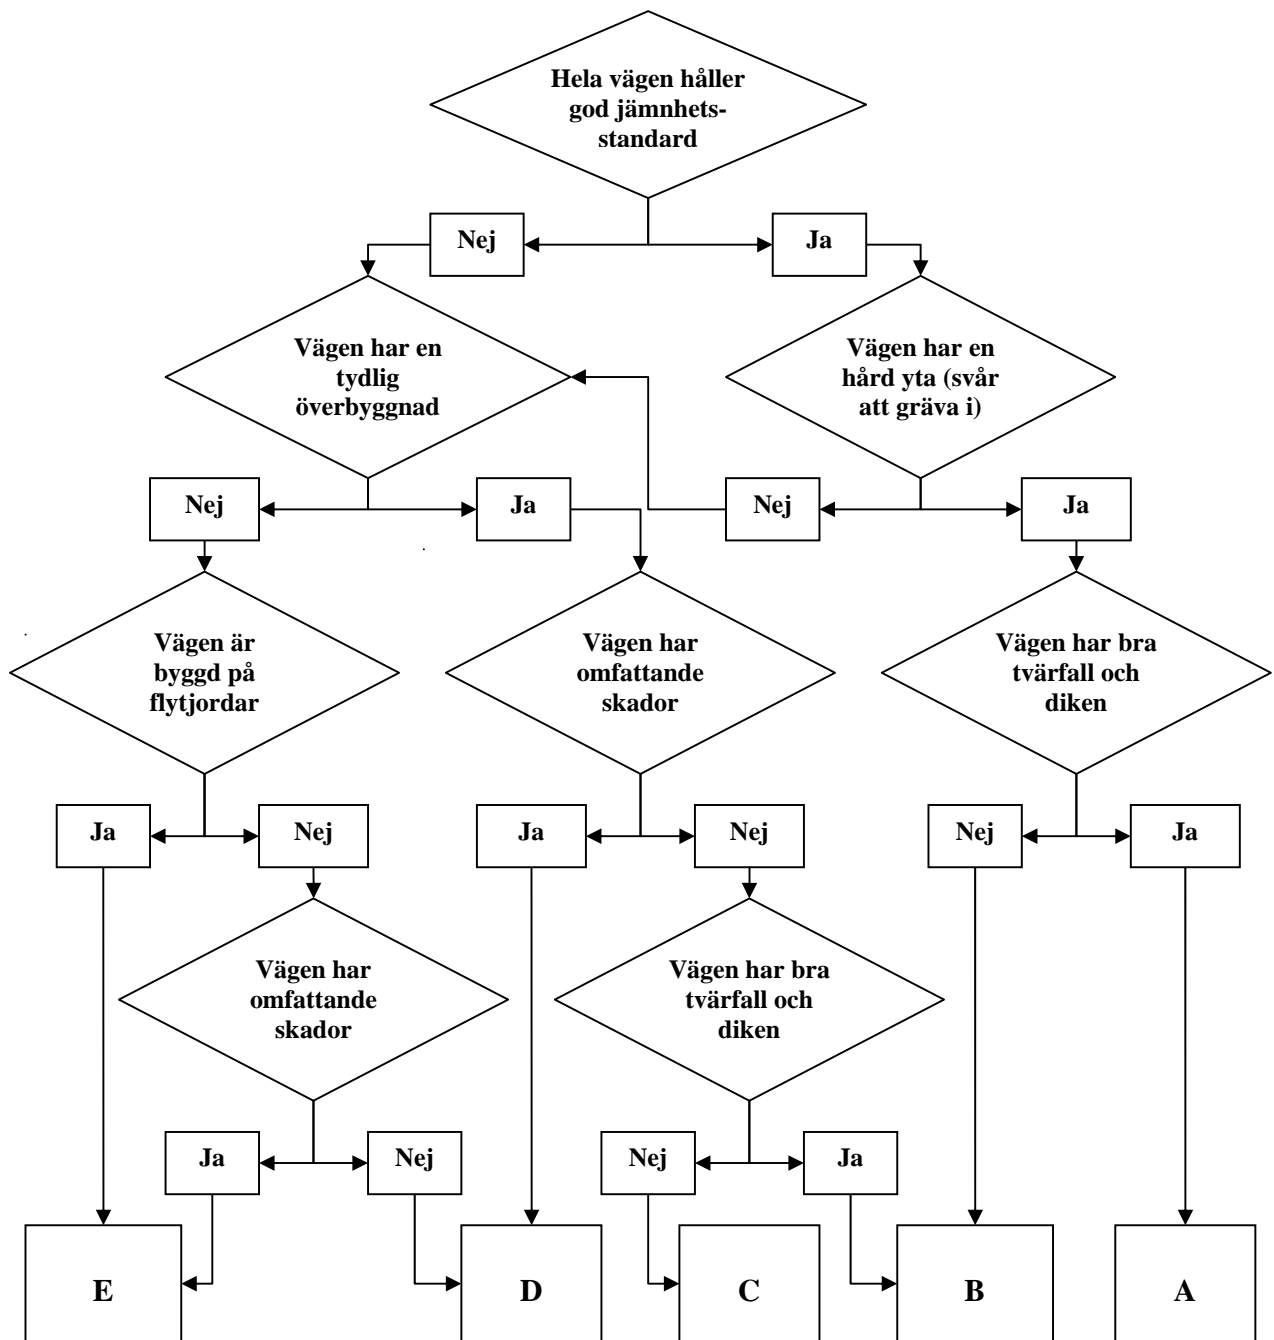 Hela vägen håller
god jämnhets-
standard
Nej
Ja
Vägen har en
tydlig
överbyggnad
Vägen har en
hård yta (svår
att gräva i)
Nej
Ja
Nej
Ja
Vägen är
byggd på
flytjordar
Vägen har
omfattande
skador
Vägen har bra
tvärfall och
diken
Ja
Nej
Ja
Nej
Nej
Ja
Vägen har
omfattande
skador
Vägen har bra
tvärfall och
diken
Ja
Nej
Nej
Ja
E
D
C
B
A